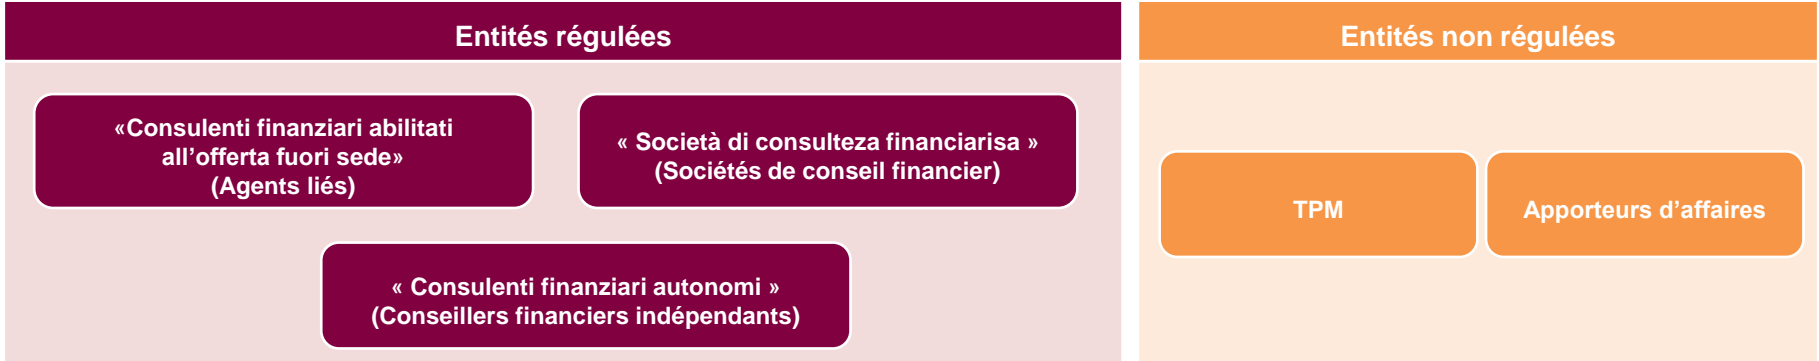 Entités régulées
«Consulenti finanziari abilitati
all’offerta fuori sede»
(Agents liés)
« Società di consulteza financiarisa »
(Sociétés de conseil financier)
« Consulenti finanziari autonomi »
(Conseillers financiers indépendants)
Entités non régulées
TPM
Apporteurs d’affaires